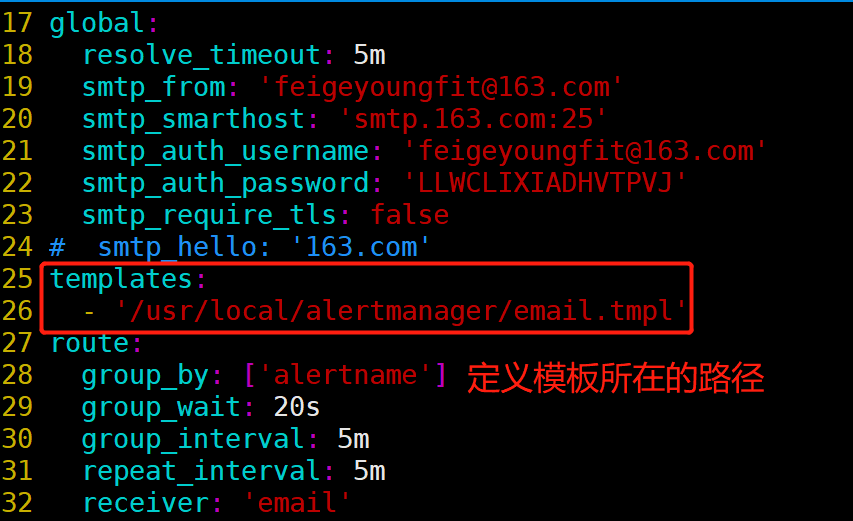 17 global:
18   resolve_timeout: 5m
19   smtp_from: 'feigeyoungfit@163.com'
20   smtp_smarthost: 'smtp.163.com:25'
21   smtp_auth_username: 'feigeyoungfit@163.com'
22   smtp_auth_password: 'LLWCLIXIADHVTPVJ'
23   smtp_require_tls: false
24 #  smtp_hello: '163.com'
25 templates:
26   - '/usr/local/alertmanager/email.tmpl'
27 route:
28   group_by: ['alertname'] 定义模板所在的路径
29   group_wait: 20s
30   group_interval: 5m
31   repeat_interval: 5m
32   receiver: 'email'